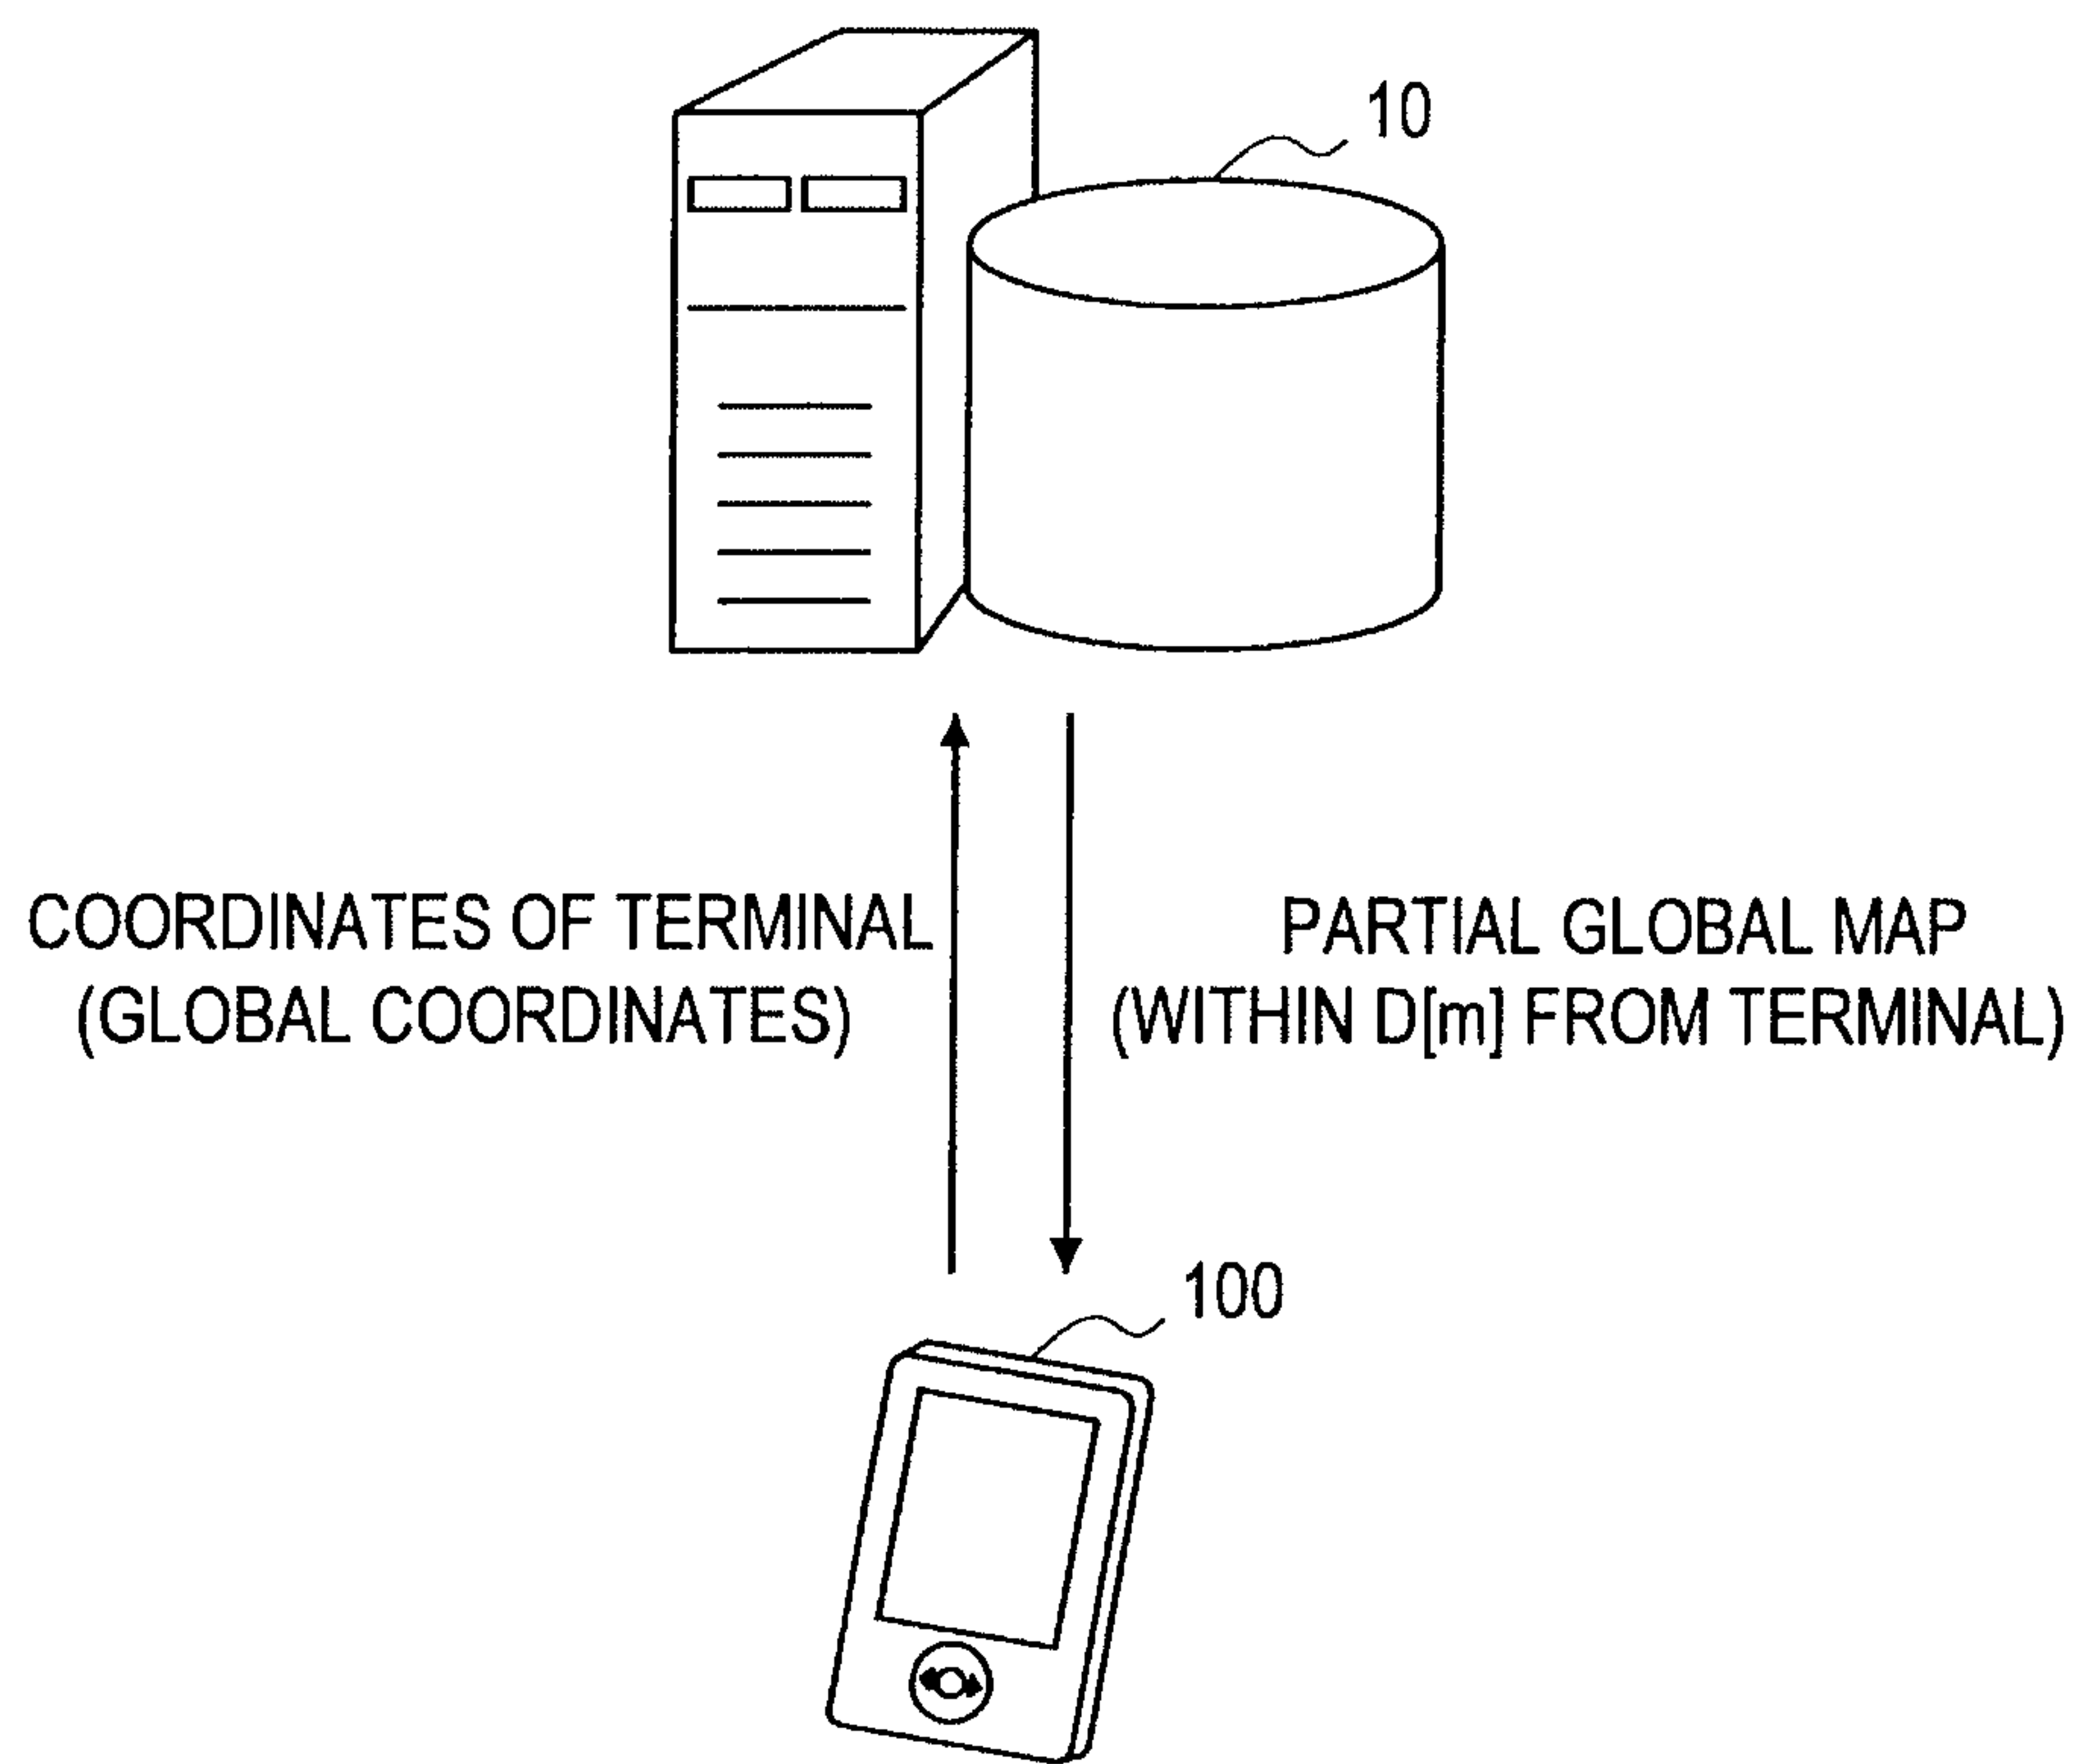 10
COORDINATES OF TERMINAL
(GLOBAL COORDINATES)
PARTIAL GLOBAL MAP
(WITHIN D[m] FROM TERMINAL)
100